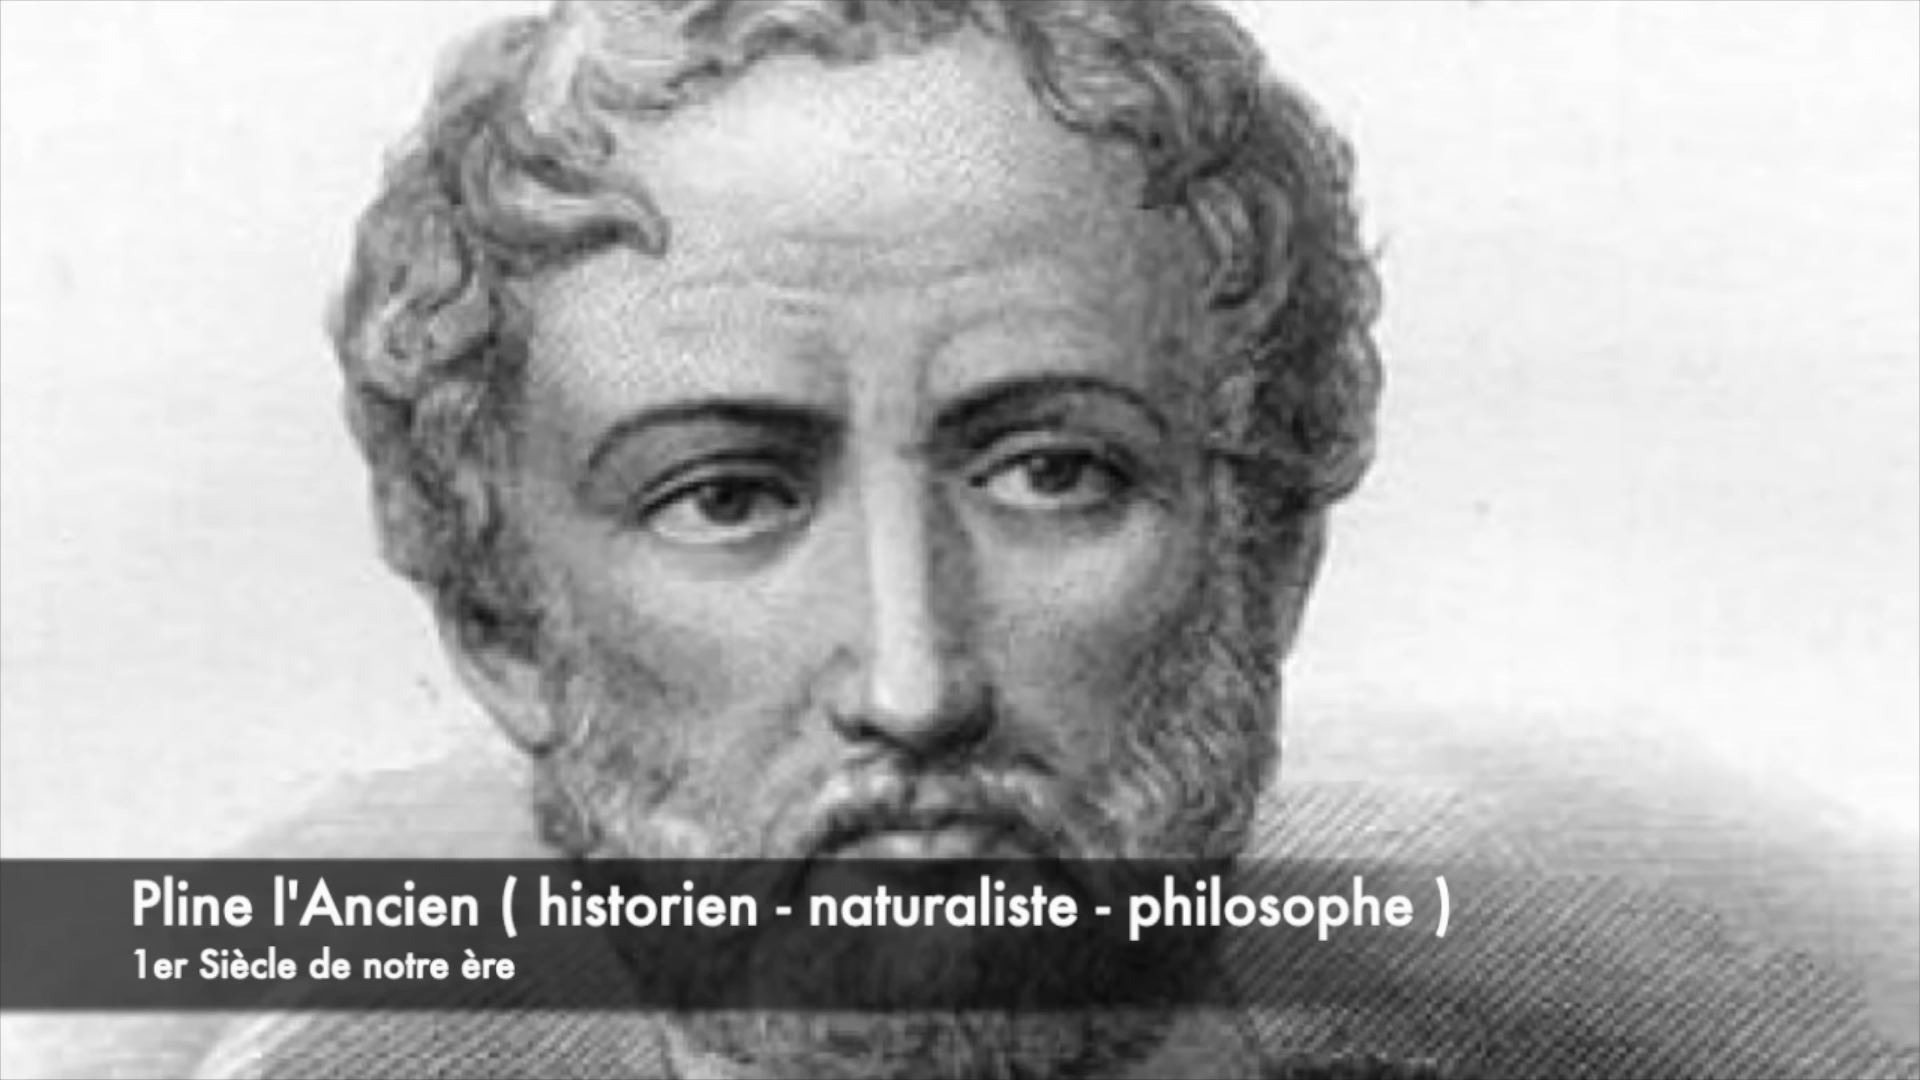 Pline l'Ancien ( historien - naturaliste - philosophe )
1er Siècle de notre ère